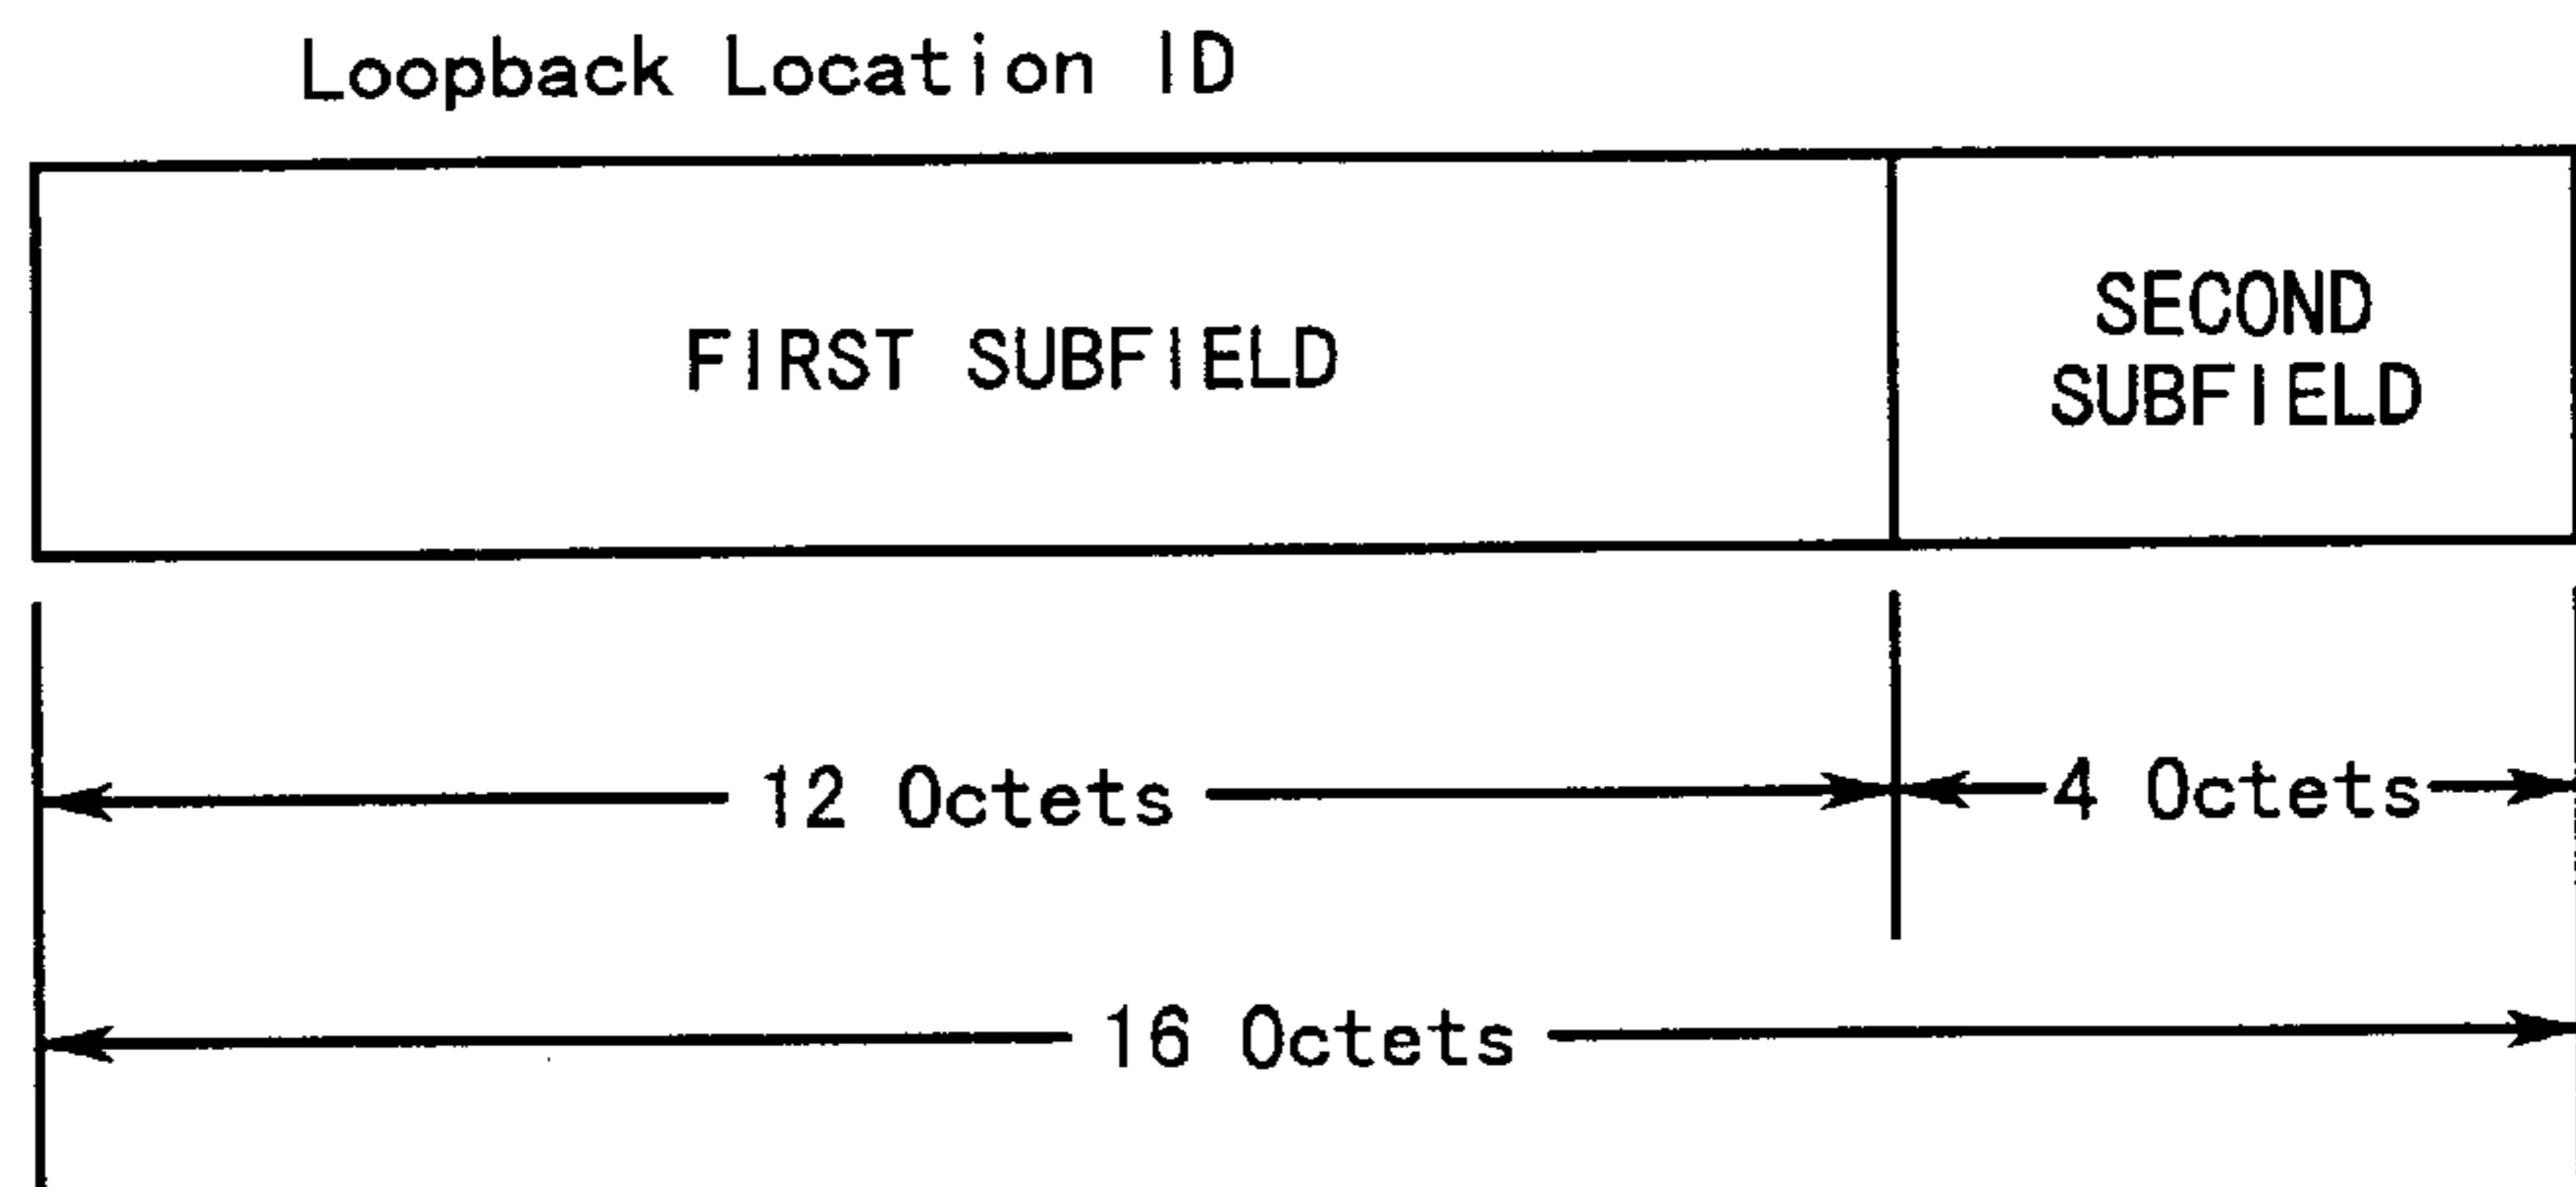 Loopback Location ID
FIRST SUBFIELD
SECOND
SUBFIELD
12 Octets
4 Octets
16 Octets